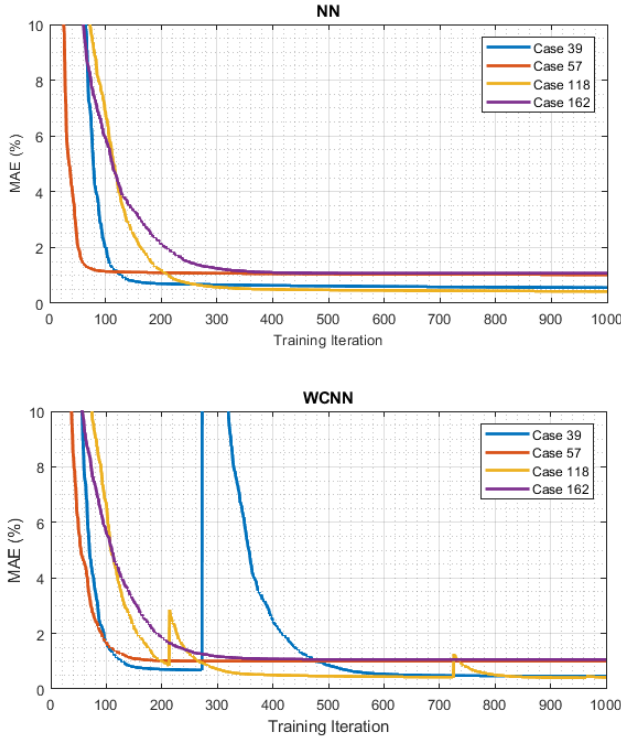 NN
MAE (%)
10
8
6
4
2
0
Case 39
Case 57
Case 118
Case 162
0 100 200 300 400 500 600 700 800 900 1000
Training Iteration
WCNN
MAE (%)
10
8
6
4
2
0
Case 39
Case 57
Case 118
Case 162
0 100 200 300 400 500 600 700 800 900 1000
Training Iteration